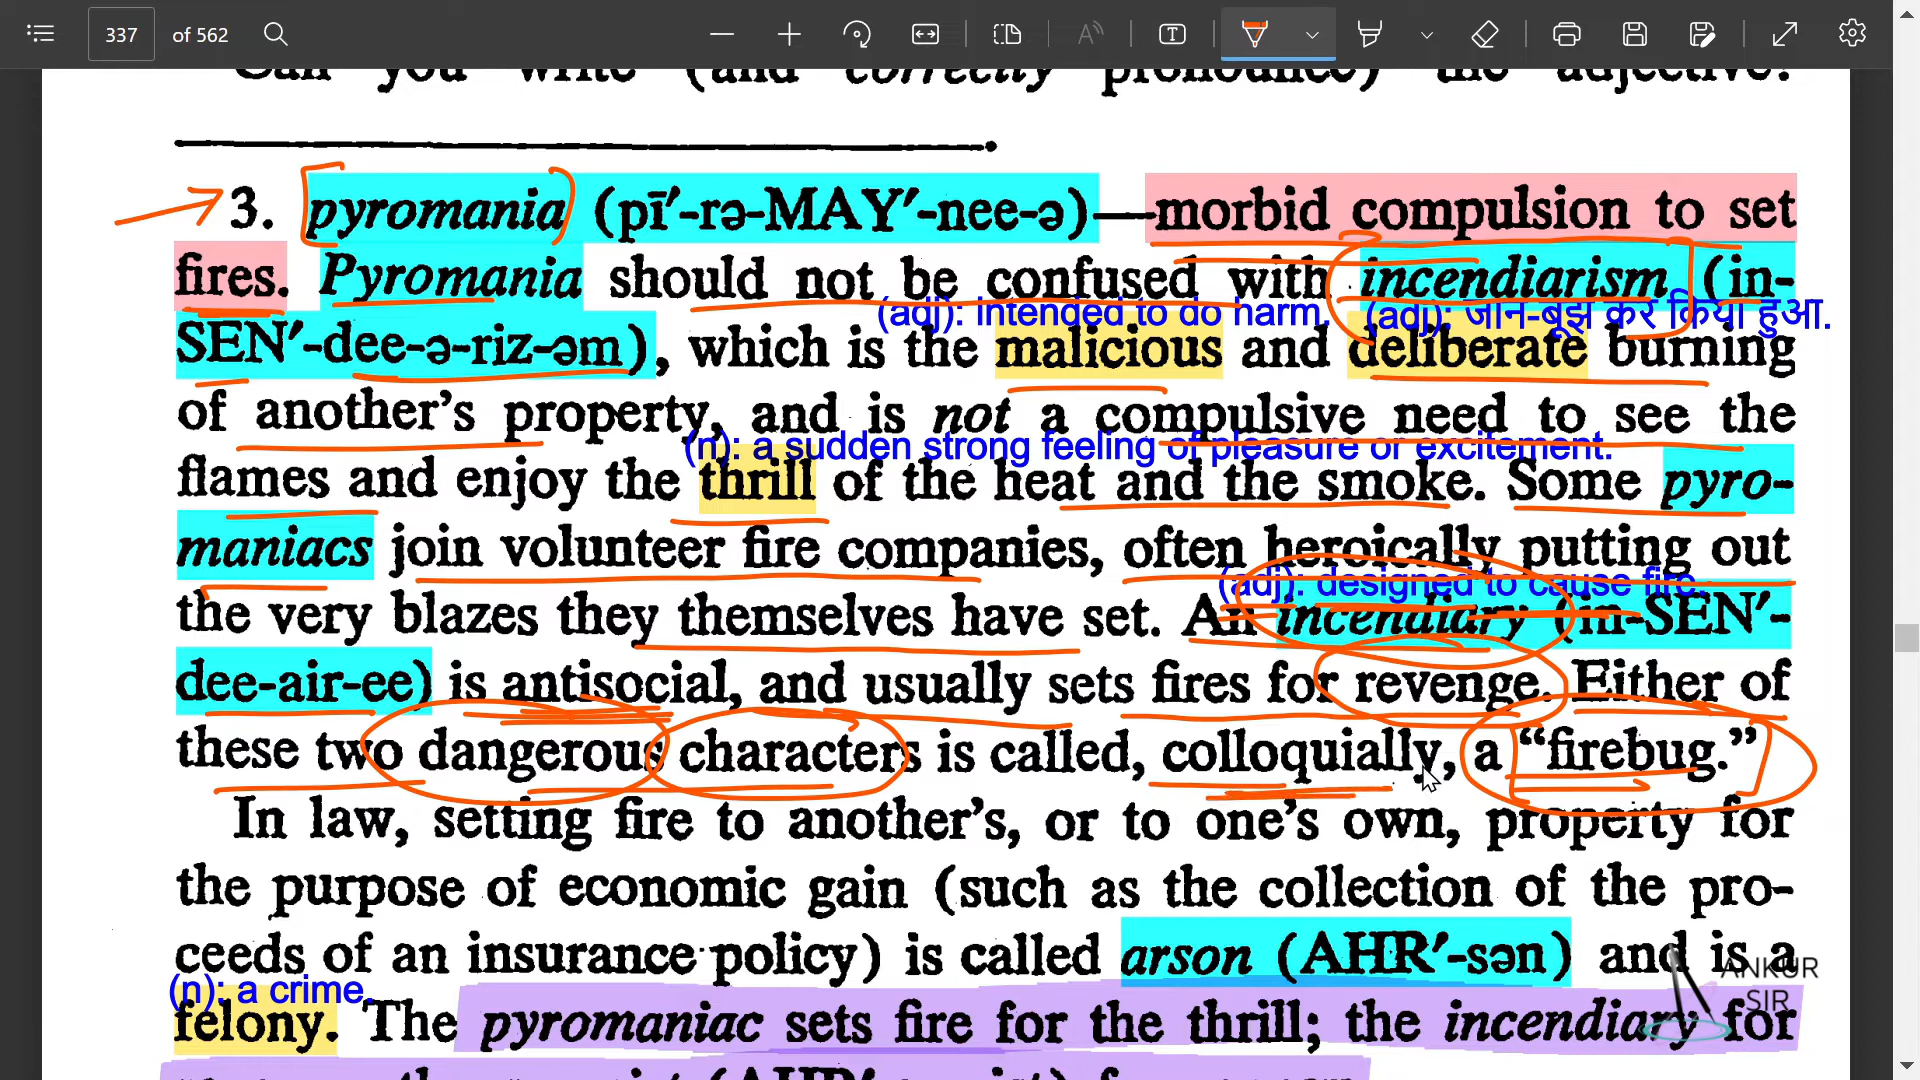 337 of 562
Can you write (and correctly pronounce) the adjective?
3. pyromania (pī′-rə-MAY′-nee-ə)—morbid compulsion to set
fires. Pyromania should not be confused with incendiarism (in-
(adj): intended to do harm. (adj): जान-बूझ कर किया हुआ.
SEN′-dee-ə-riz-əm), which is the malicious and deliberate burning
of another's property, and is not a compulsive need to see the
(n): a sudden strong feeling of pleasure or excitement.
flames and enjoy the thrill of the heat and the smoke. Some pyro-
maniacs join volunteer fire companies, often heroically putting out
(adj): designed to cause fire.
the very blazes they themselves have set. An incendiary (in-SEN′-
dee-air-ee) is antisocial, and usually sets fires for revenge. Either of
these two dangerous characters is called, colloquially, a “firebug.”
In law, setting fire to another's, or to one's own, property for
the purpose of economic gain (such as the collection of the pro-
ceeds of an insurance policy) is called arson (AHR′-sən) and is a
ANKUR
SIR
(n): a crime.
felony. The pyromaniac sets fire for the thrill; the incendiary for